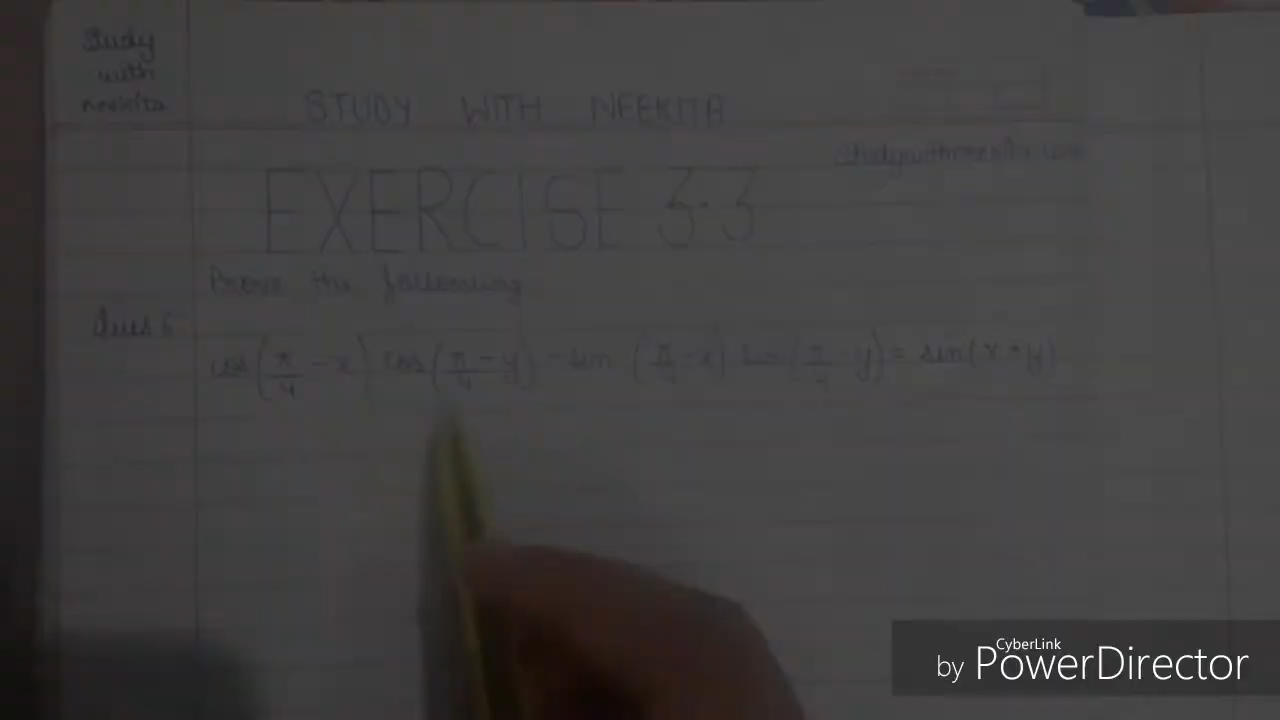 Study
with
neekita
STUDY WITH NEEKITA
EXERCISE 3.3
Prove the following
Ques 6
cos(π/4 - x) cos(π/4 - y) - sin(π/4 - x) sin(π/4 - y) = sin(x + y)
CyberLink
by PowerDirector